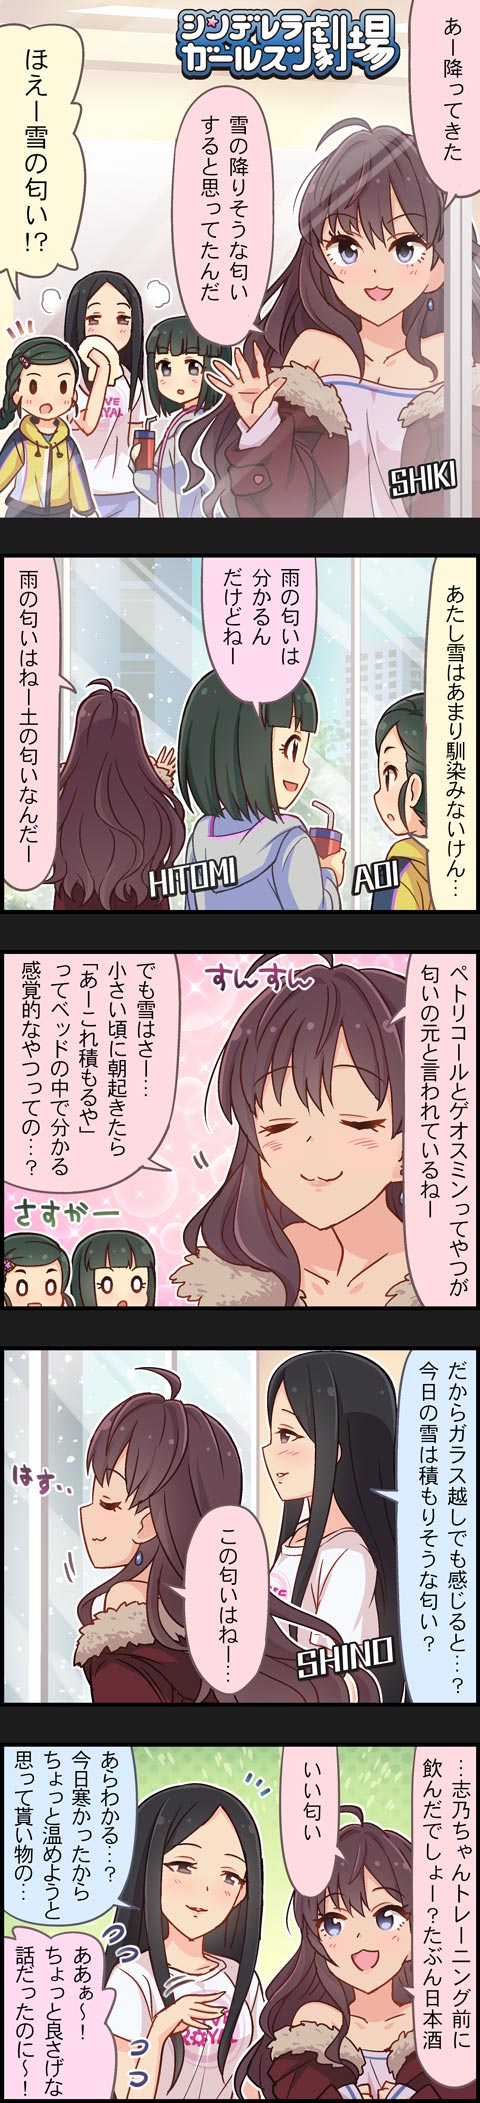 シンデレラ
ガールズ劇場
あー降ってきた
雪の降りそうな匂い
すると思ってたんだ
ほえー雪の匂い!?
LOVE
ROYAL
SHIKI
あたし雪はあまり馴染みないけん…
雨の匂いは
分かるん
だけどねー
雨の匂いはねー土の匂いなんだー
HITOMI
AOI
ペトリコールとゲオスミンってやつが
匂いの元と言われているねー
すんすん
でも雪はさー…
小さい頃に朝起きたら
「あーこれ積もるや」
ってベッドの中で分かる
感覚的なやつっての…?
さすがー
だからガラス越しでも感じると…?
今日の雪は積もりそうな匂い?
はす、、
この匂いはねー…
SHINO
…志乃ちゃんトレーニング前に
飲んだでしょー?たぶん日本酒
いい匂い
あらわかる…?
今日寒かったから
ちょっと温めようと
思って貰い物の…
LOVE
ROYAL
ああぁ〜!
ちょっと良さげな
話だったのに〜!